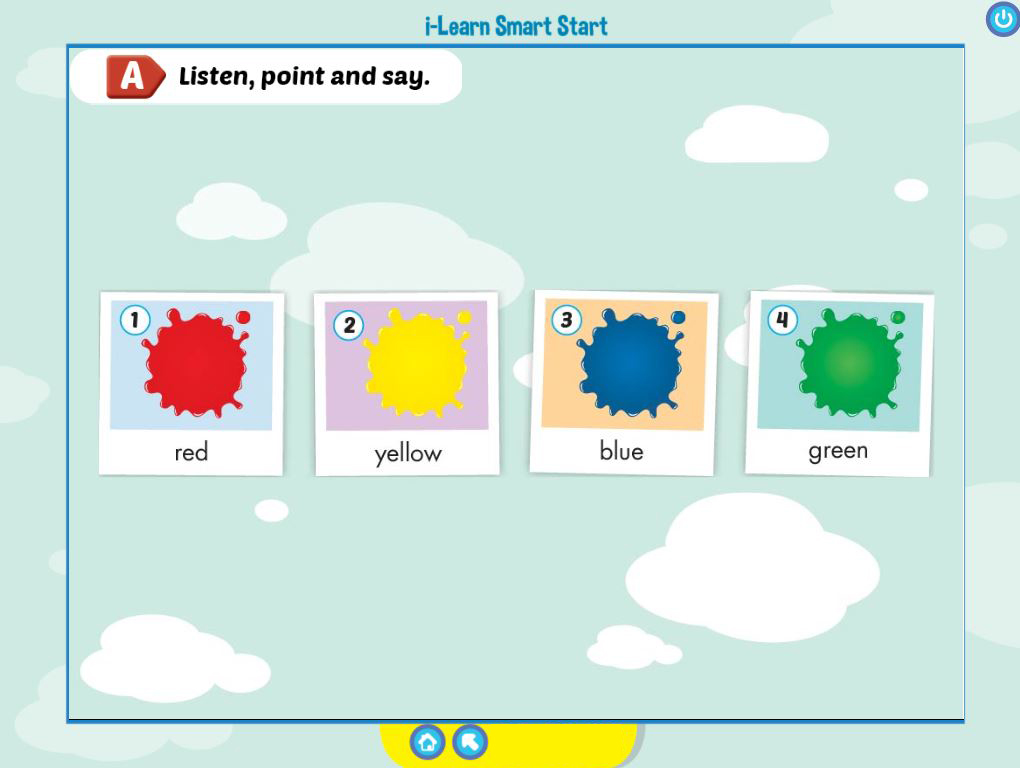 i-Learn Smart Start
A Listen, point and say.
1 2 3 4
red yellow blue green